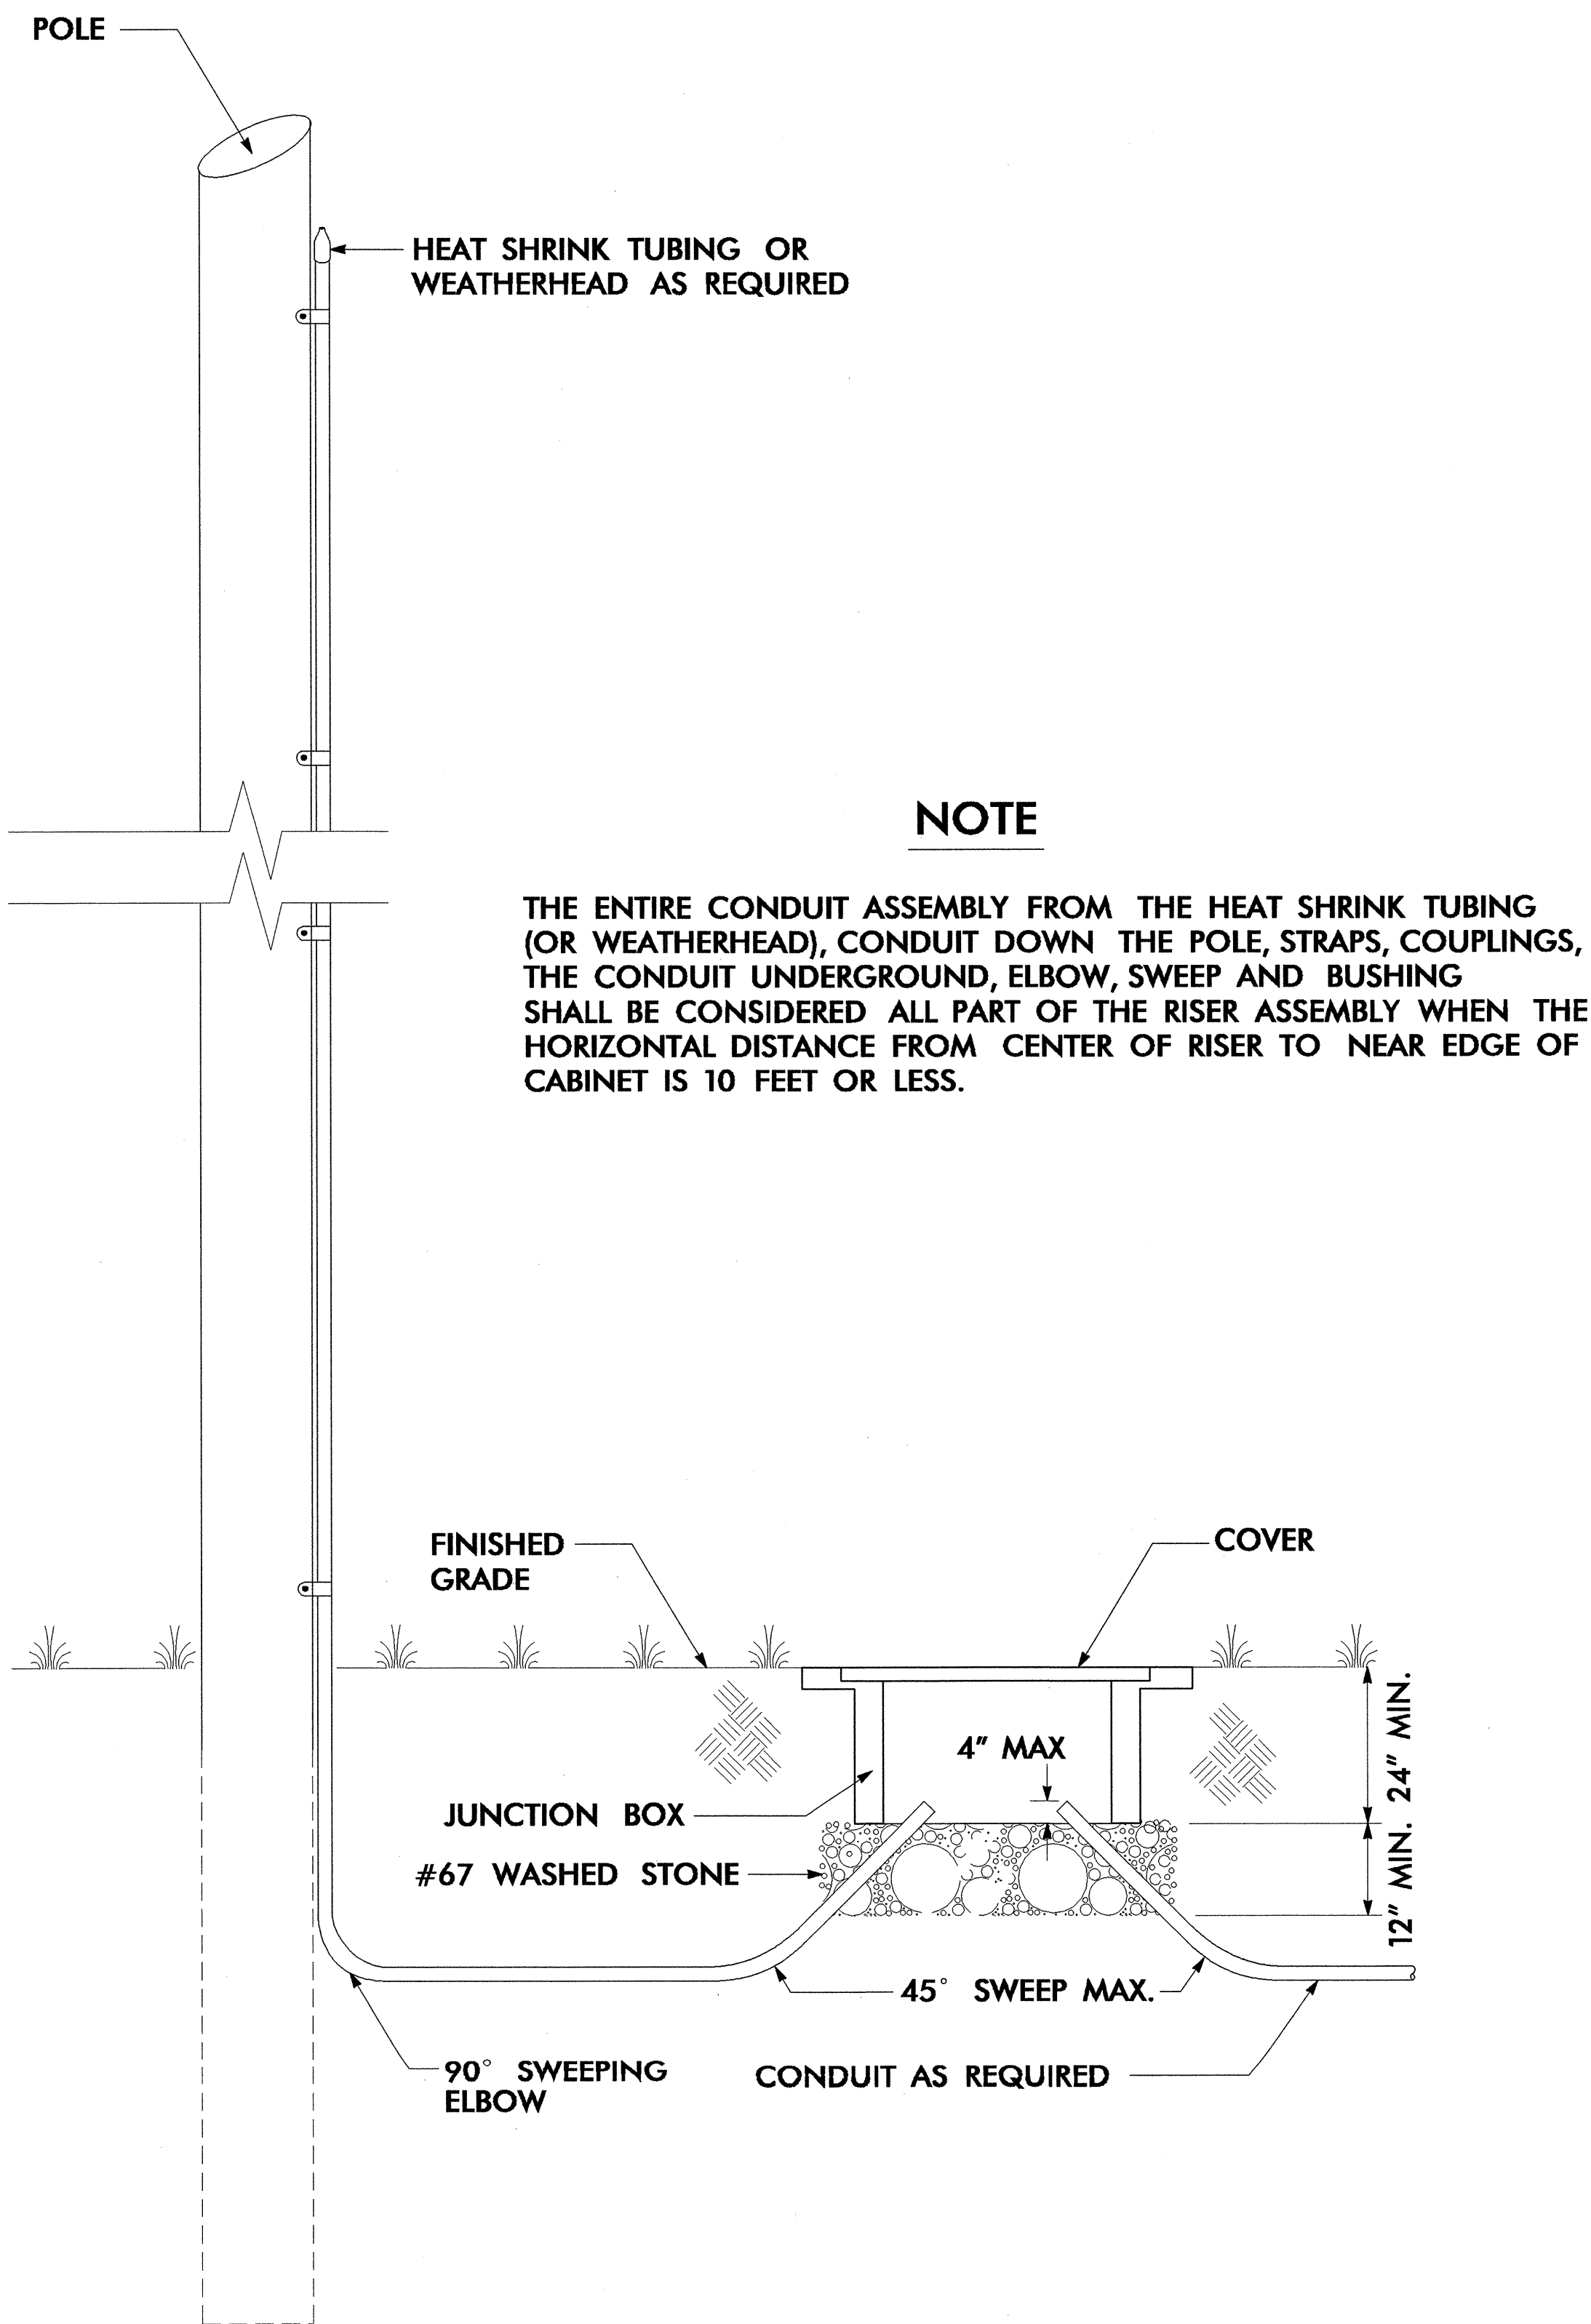 POLE
HEAT SHRINK TUBING OR
WEATHERHEAD AS REQUIRED
NOTE
THE ENTIRE CONDUIT ASSEMBLY FROM THE HEAT SHRINK TUBING
(OR WEATHERHEAD), CONDUIT DOWN THE POLE, STRAPS, COUPLINGS,
THE CONDUIT UNDERGROUND, ELBOW, SWEEP AND BUSHING
SHALL BE CONSIDERED ALL PART OF THE RISER ASSEMBLY WHEN THE
HORIZONTAL DISTANCE FROM CENTER OF RISER TO NEAR EDGE OF
CABINET IS 10 FEET OR LESS.
FINISHED
GRADE
COVER
24" MIN.
4" MAX
JUNCTION BOX
12" MIN.
#67 WASHED STONE
45° SWEEP MAX.
90° SWEEPING
ELBOW
CONDUIT AS REQUIRED